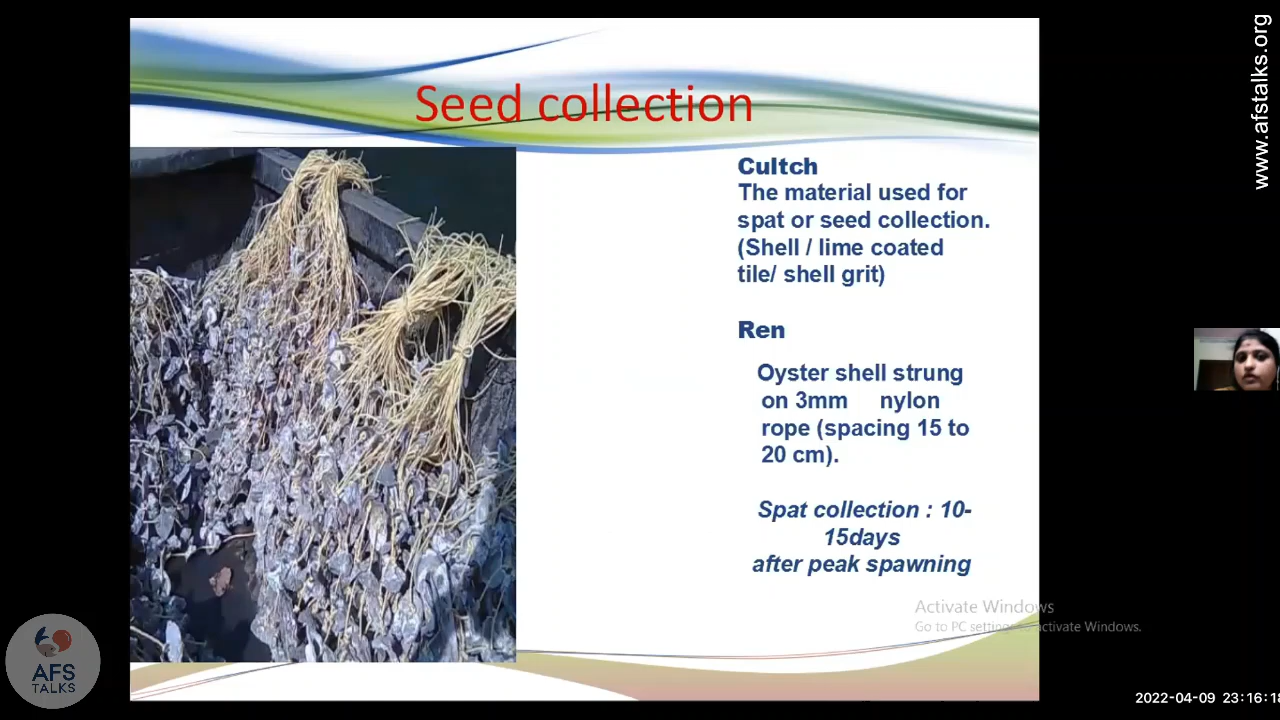 Seed collection
Cultch
The material used for
spat or seed collection.
(Shell / lime coated
tile/ shell grit)
Ren
Oyster shell strung
on 3mm nylon
rope (spacing 15 to
20 cm).
Spat collection : 10-
15days
after peak spawning
Activate Windows
Go to PC settings to activate Windows.
www.afstalks.org
AFS
TALKS
2022-04-09 23:16:18